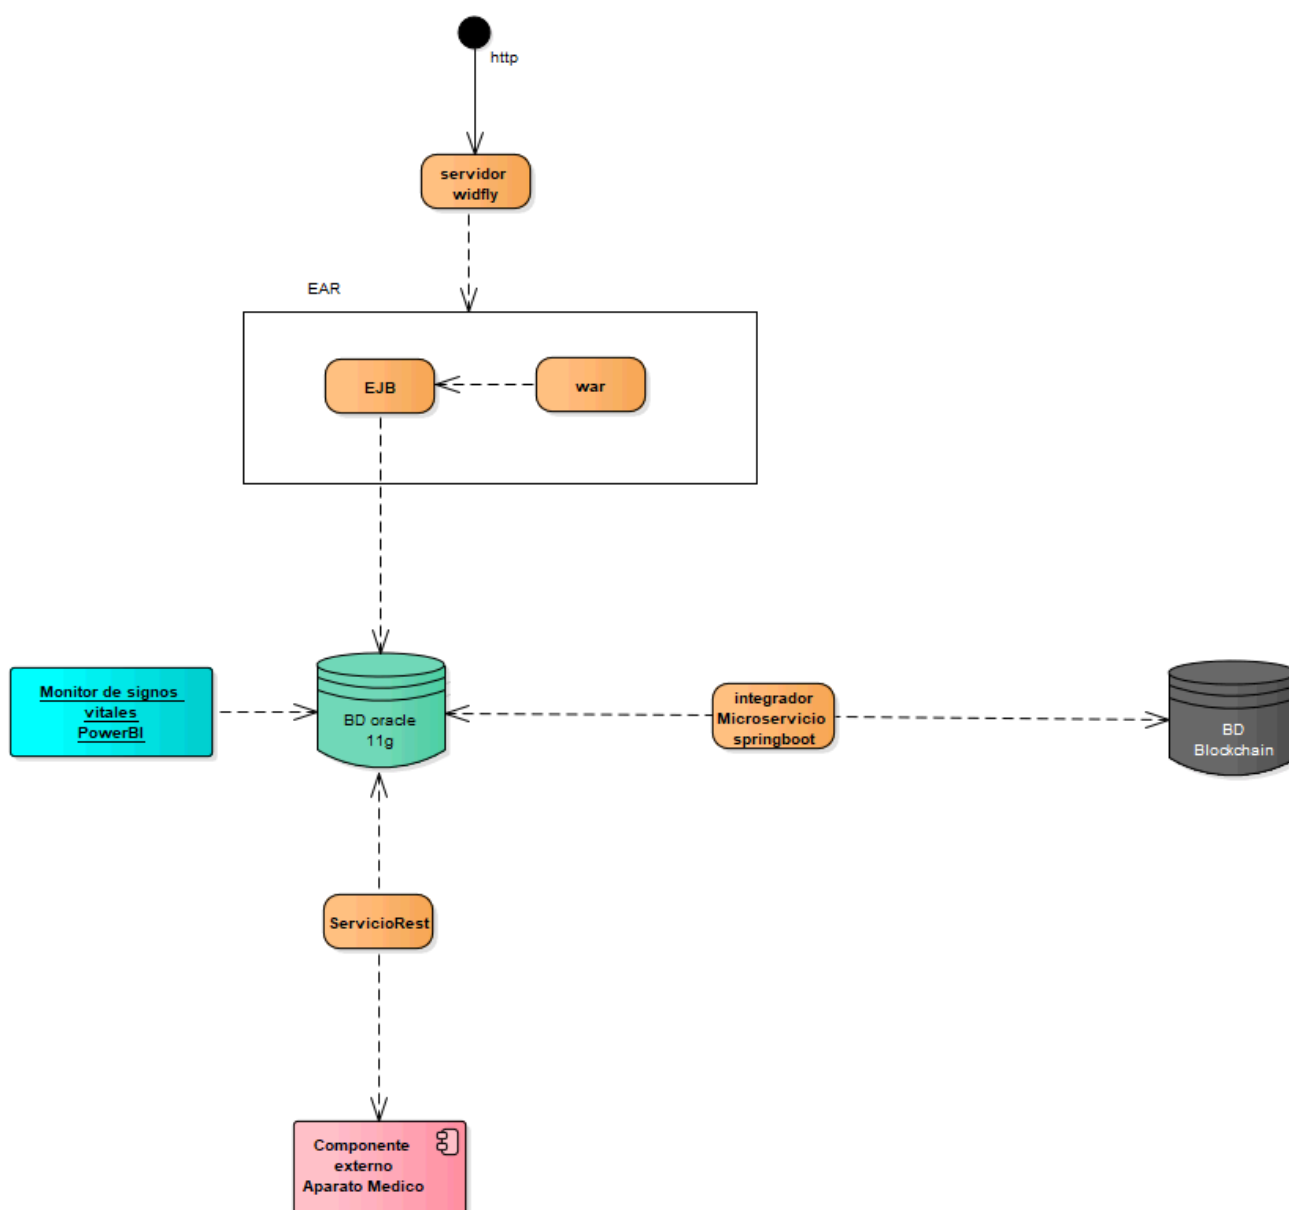 http
servidor
widfly
EAR
EJB
war
Monitor de signos
vitales
PowerBI
BD oracle
11g
integrador
Microservicio
springboot
BD
Blockchain
ServicioRest
Componente
externo
Aparato Medico